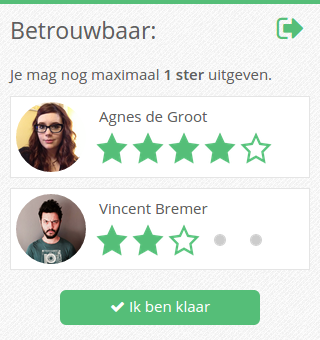 Betrouwbaar:
Je mag nog maximaal 1 ster uitgeven.
Agnes de Groot
Vincent Bremer
Ik ben klaar